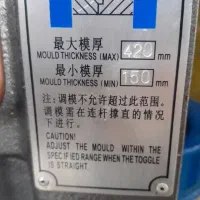 最大模厚
MOULD THICKNESS (MAX) 420 mm
最小模厚
MOULD THICKNESS (MIN) 150 mm
注:调模不允许超过此范围。
调模需在连杆撑直的情况
下进行。
CAUTION!
ADJUST THE MOULD WITHIN THE
SPECIFIED RANGE WHEN THE TOGGLE
IS STRAIGHT.